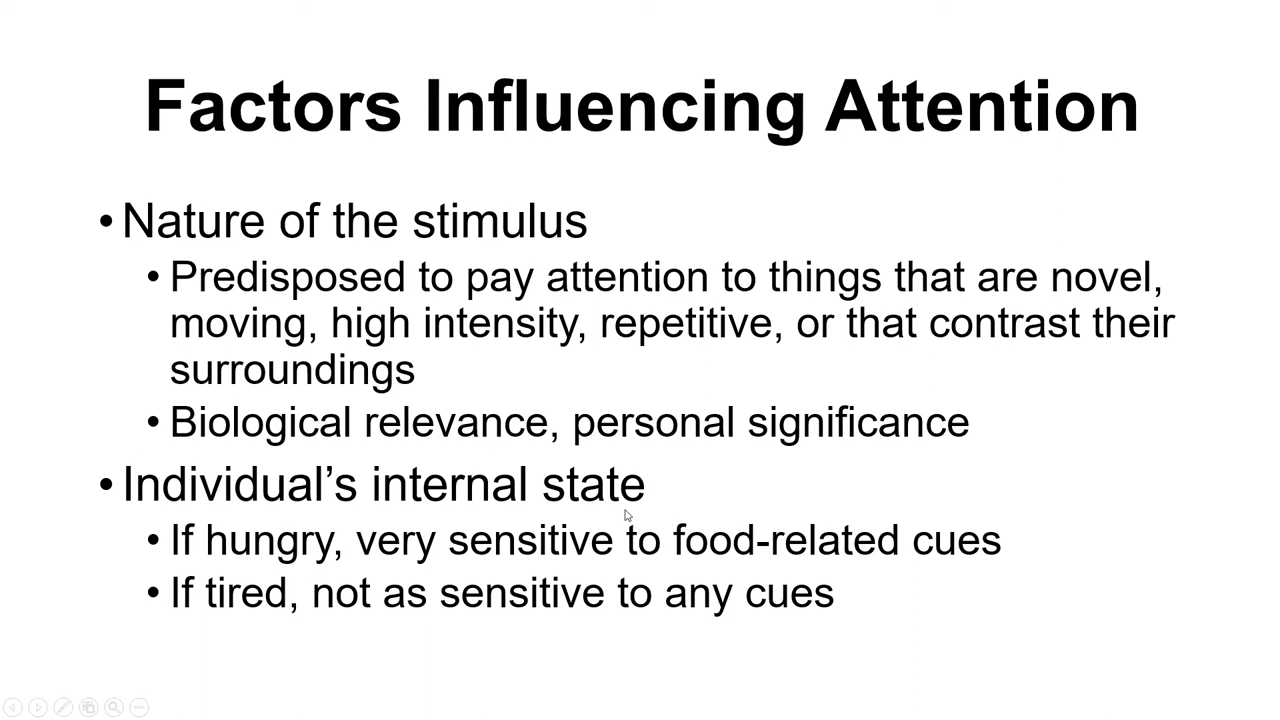 Factors Influencing Attention
• Nature of the stimulus
• Predisposed to pay attention to things that are novel,
moving, high intensity, repetitive, or that contrast their
surroundings
• Biological relevance, personal significance
• Individual’s internal state
• If hungry, very sensitive to food-related cues
• If tired, not as sensitive to any cues